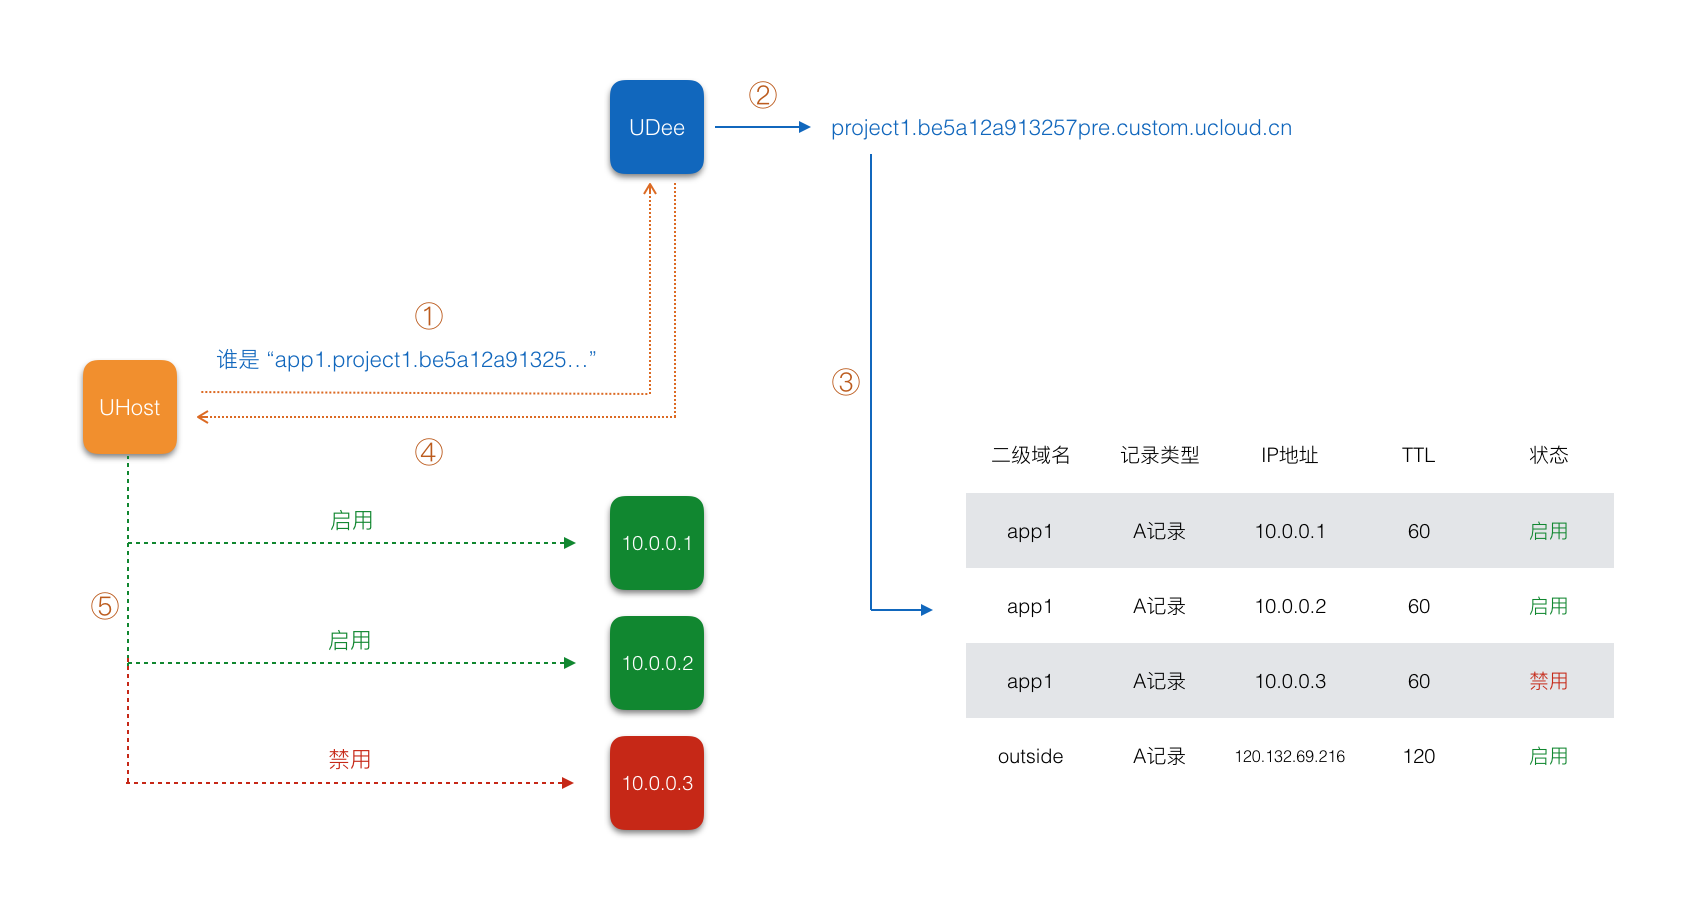 UDee
②
project1.be5a12a913257pre.custom.ucloud.cn
①
谁是 “app1.project1.be5a12a91325...”
UHost
③
④
二级域名 记录类型 IP地址 TTL 状态
app1 A记录 10.0.0.1 60 启用
app1 A记录 10.0.0.2 60 启用
app1 A记录 10.0.0.3 60 禁用
outside A记录 120.132.69.216 120 启用
启用
10.0.0.1
⑤
启用
10.0.0.2
禁用
10.0.0.3